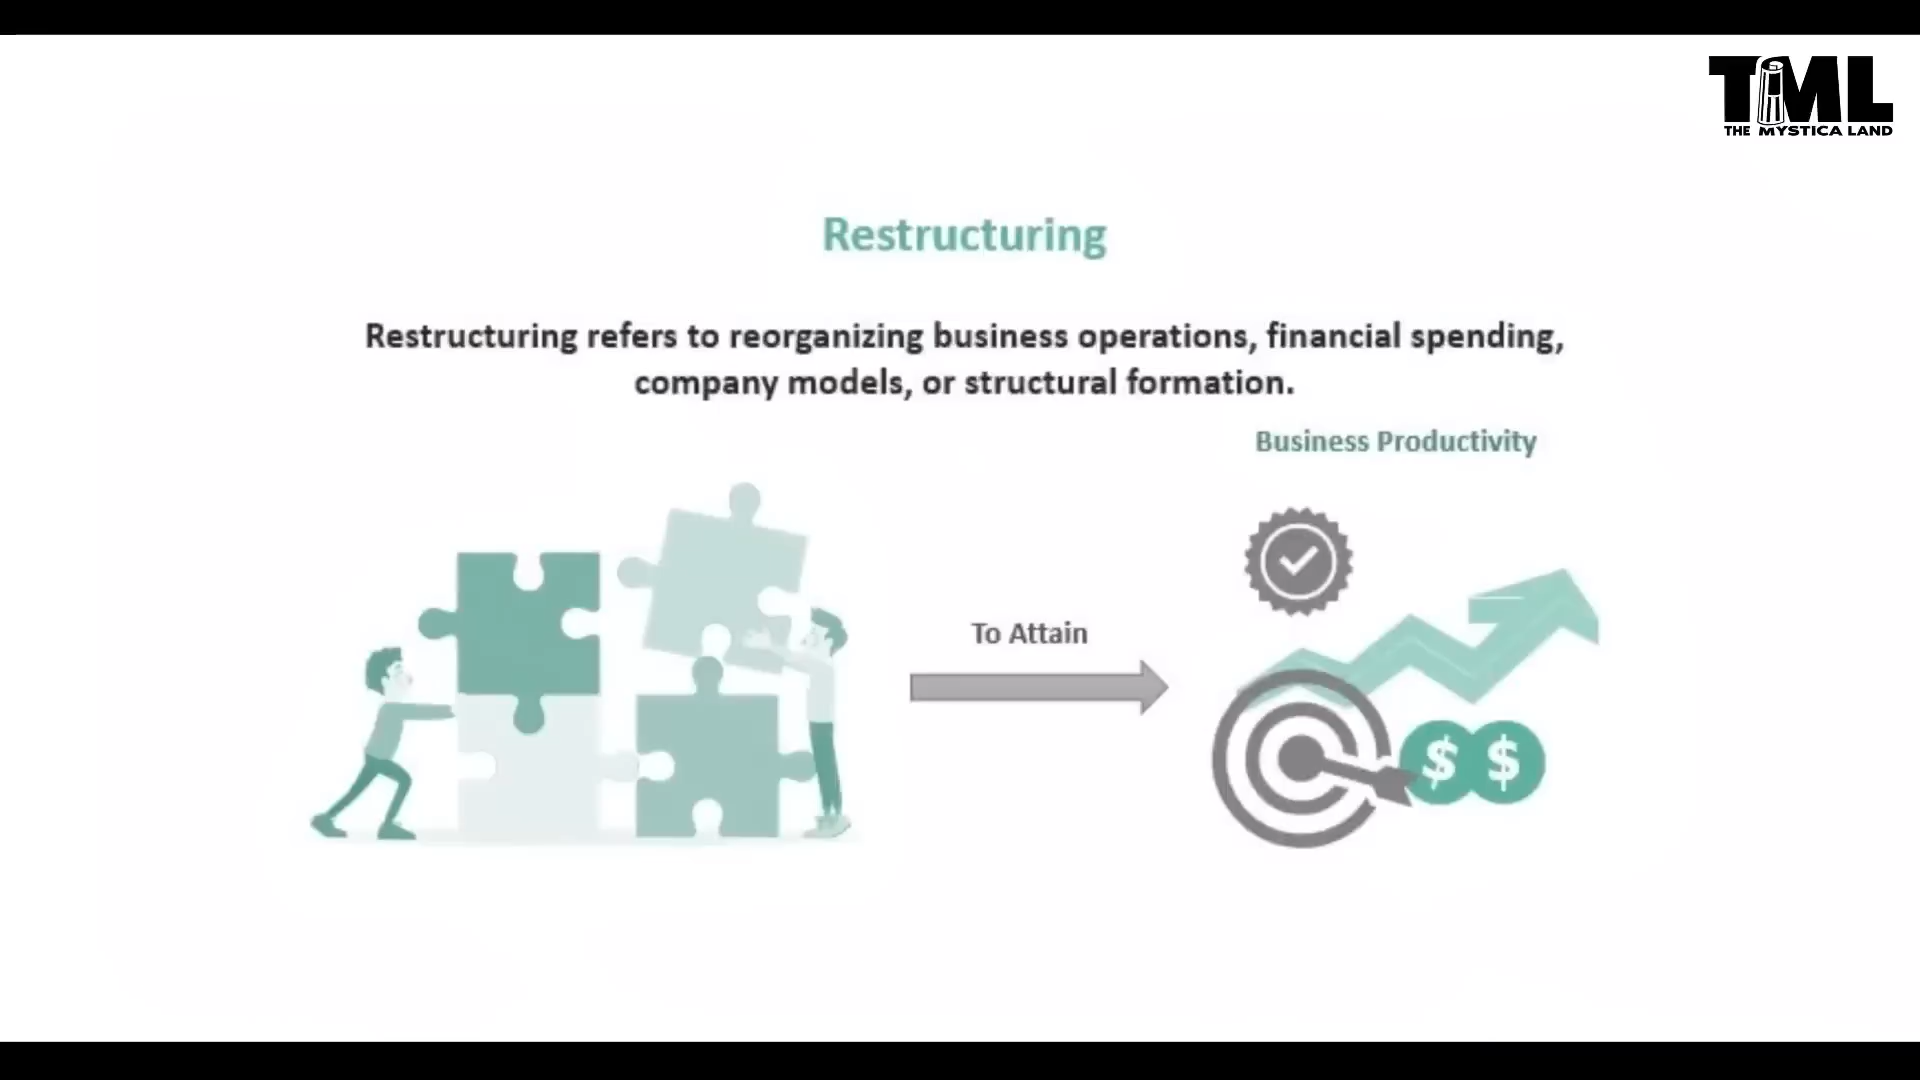 TML
THE MYSTICA LAND
Restructuring
Restructuring refers to reorganizing business operations, financial spending,
company models, or structural formation.
Business Productivity
To Attain
$ $